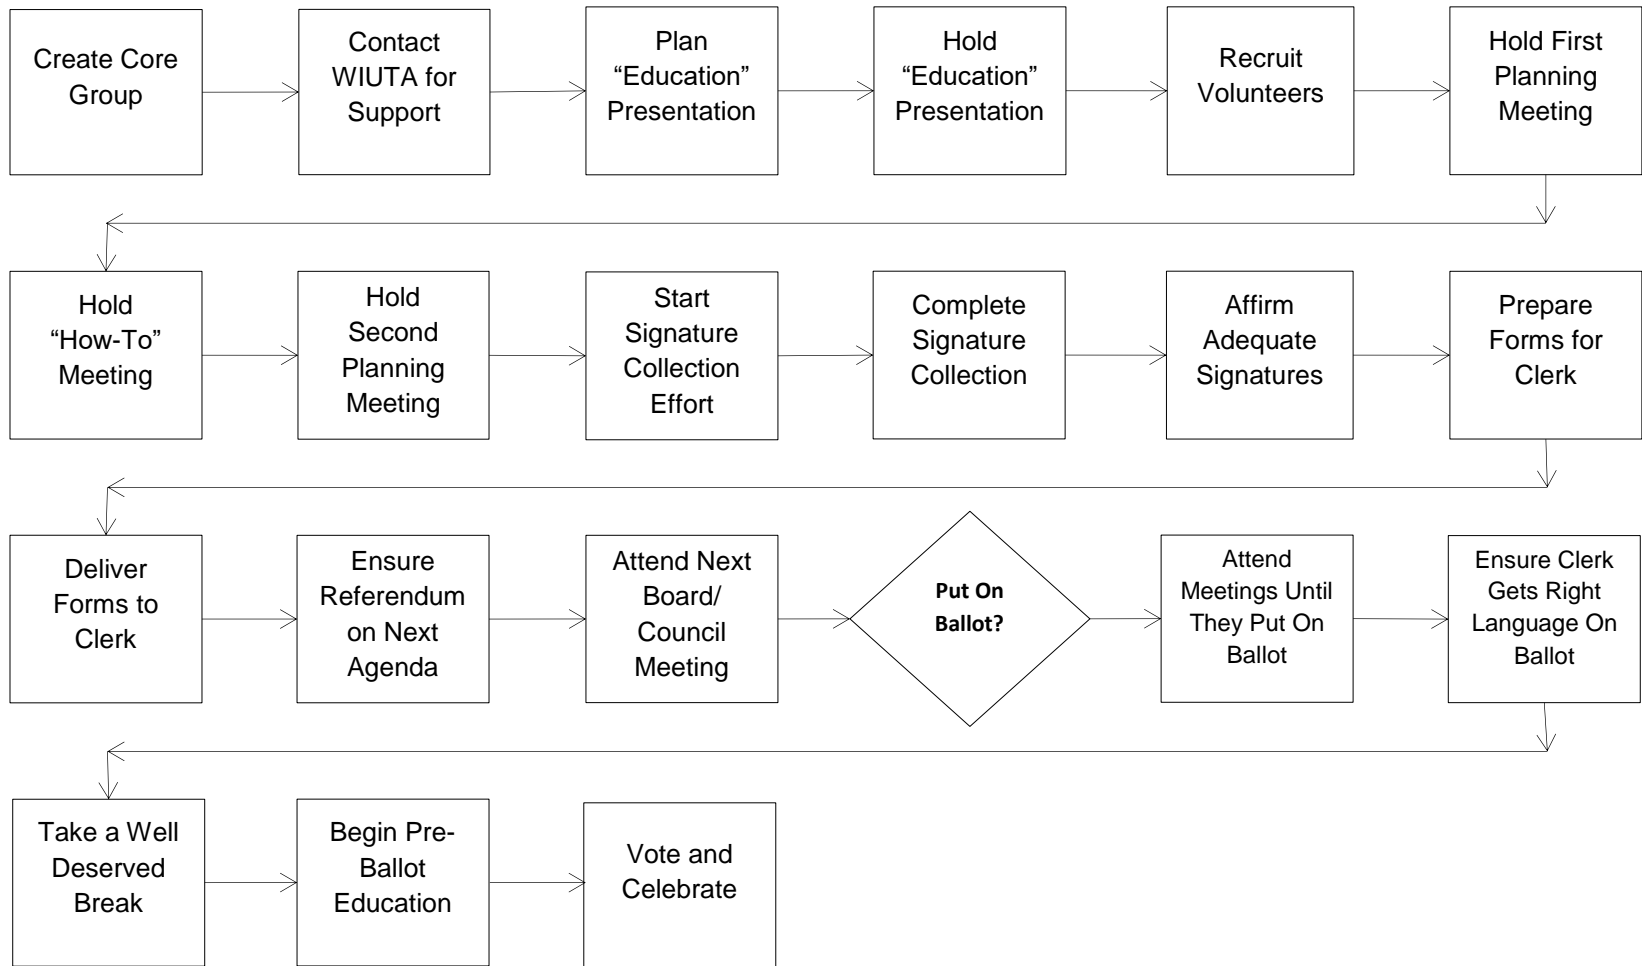 Create Core
Group
Contact
WIUTA for
Support
Plan
“Education”
Presentation
Hold
“Education”
Presentation
Recruit
Volunteers
Hold First
Planning
Meeting
Hold
“How-To”
Meeting
Hold
Second
Planning
Meeting
Start
Signature
Collection
Effort
Complete
Signature
Collection
Affirm
Adequate
Signatures
Prepare
Forms for
Clerk
Deliver
Forms to
Clerk
Ensure
Referendum
on Next
Agenda
Attend Next
Board/
Council
Meeting
Put On
Ballot?
Attend
Meetings Until
They Put On
Ballot
Ensure Clerk
Gets Right
Language On
Ballot
Take a Well
Deserved
Break
Begin Pre-
Ballot
Education
Vote and
Celebrate